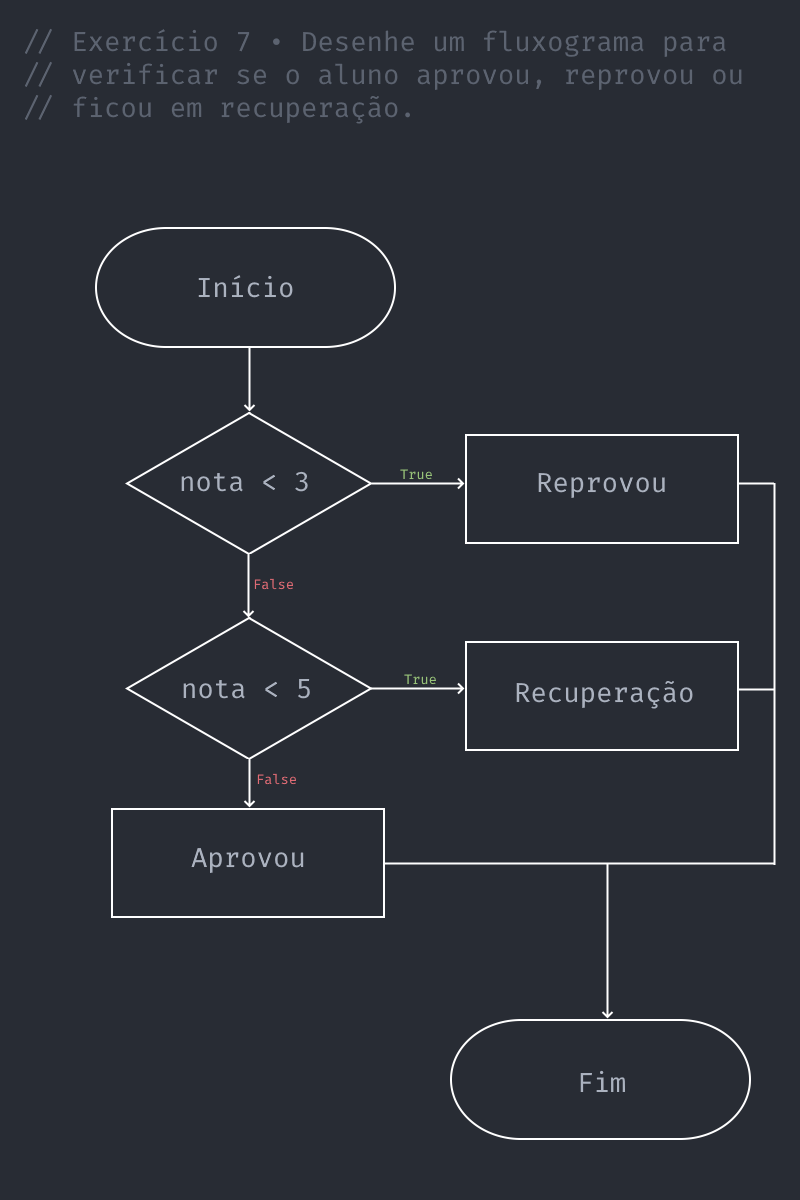 // Exercício 7 • Desenhe um fluxograma para
// verificar se o aluno aprovou, reprovou ou
// ficou em recuperação.
Início
nota < 3
True
Reprovou
False
nota < 5
True
Recuperação
False
Aprovou
Fim